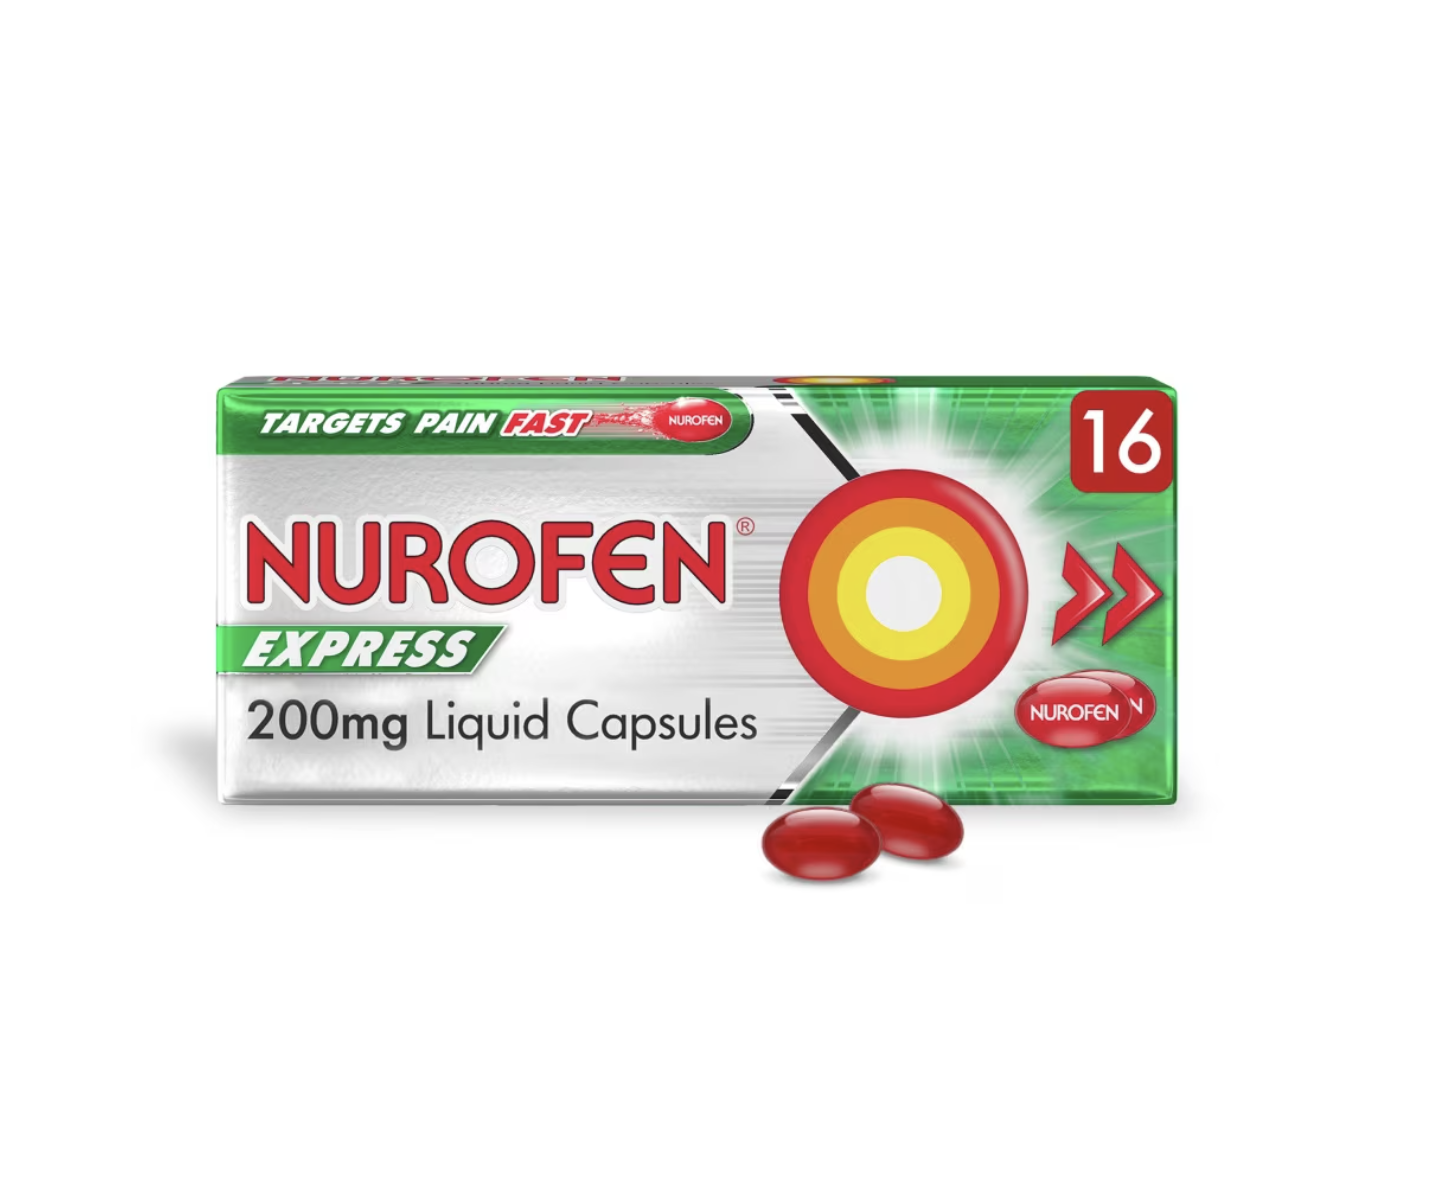 TARGETS PAIN FAST NUROFEN
16
NUROFEN®
EXPRESS
200mg Liquid Capsules
NUROFEN
N